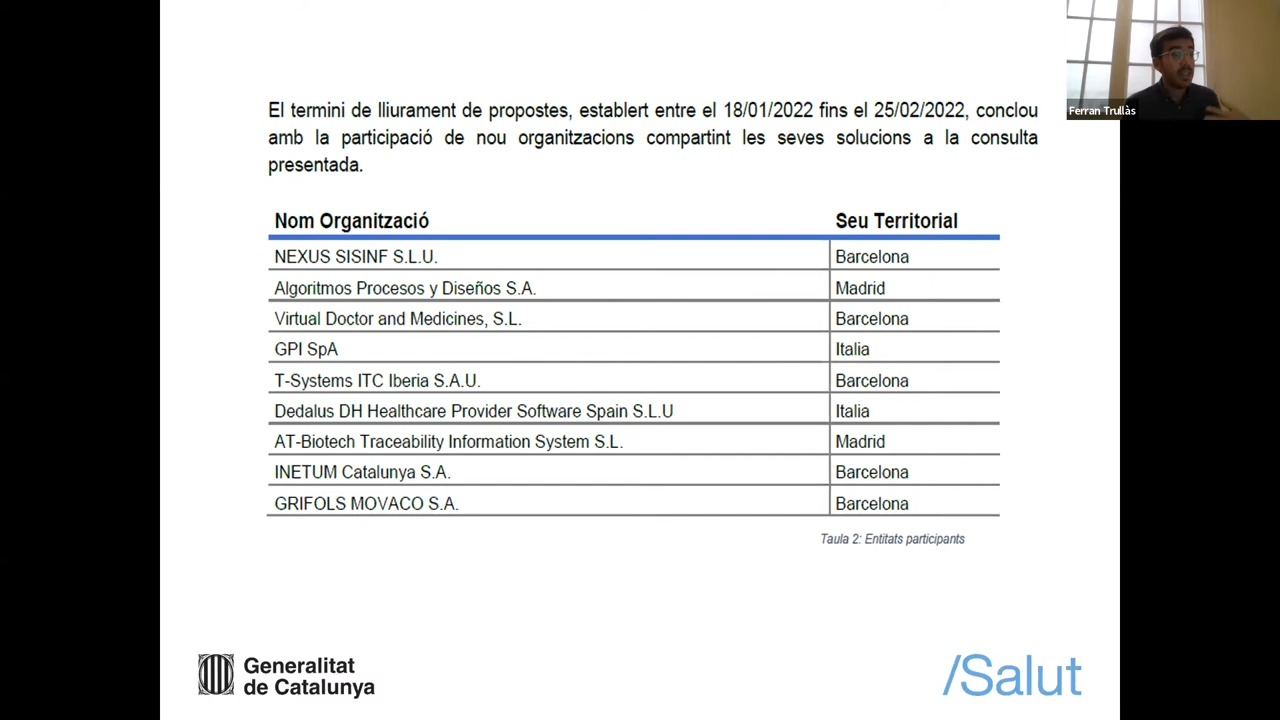 El termini de lliurament de propostes, establert entre el 18/01/2022 fins el 25/02/2022, conclou
amb la participació de nou organitzacions compartint les seves solucions a la consulta
presentada.
Nom Organització Seu Territorial
NEXUS SISINF S.L.U. Barcelona
Algoritmos Procesos y Diseños S.A. Madrid
Virtual Doctor and Medicines, S.L. Barcelona
GPI SpA Italia
T-Systems ITC Iberia S.A.U. Barcelona
Dedalus DH Healthcare Provider Software Spain S.L.U Italia
AT-Biotech Traceability Information System S.L. Madrid
INETUM Catalunya S.A. Barcelona
GRIFOLS MOVACO S.A. Barcelona
Taula 2: Entitats participants
Generalitat
de Catalunya
/Salut
Ferran Trullàs